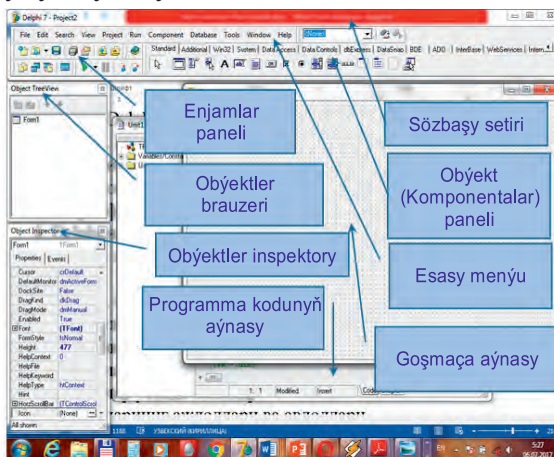 Delphi 7 - Project2
File Edit Search View Project Run Component Database Tools Window Help
Standard Additional Win32 System Data Access Data Controls dbExpress DataSnap BDE ADO InterBase WebServices
Object TreeView
Form1
Unit1
Enjamlar
paneli
Sözbaşy setiri
Obýektler
brauzeri
Obýekt
(Komponentalar)
paneli
Obýektler inspektory
Esasy menýu
Programma kodunyň
aýnasy
Goşmaça aýnasy
Object Inspector
Form1 TForm1
Properties Events
Cursor crDefault
DefaultMonitor dmActiveForm
DockSite False
DragKind dkDrag
DragMode dmManual
Enabled True
Font (TFont)
FormStyle fsNormal
Height 477
HelpContext 0
HelpFile
HelpKeyword
HelpType htContext
Hint
HorzScrollBar (TControlScrol
Icon (None)
All shown
1: 1 Modified Insert
1188 УЗБЕКСКИЙ (КИРИЛЛИЦА)
EN 5:27